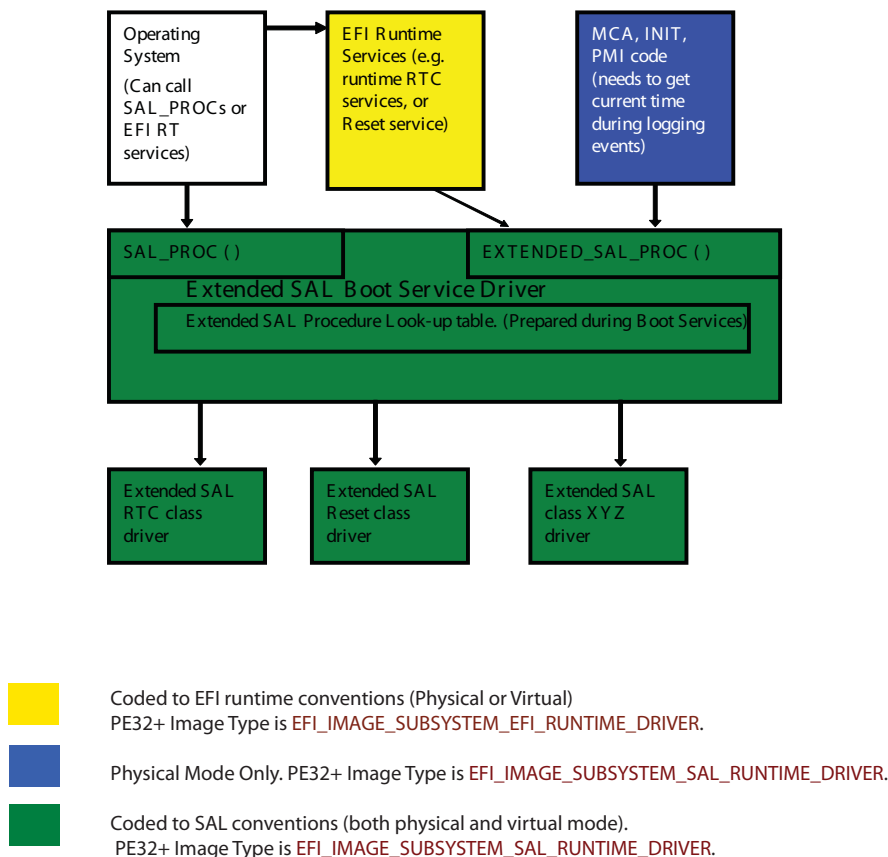 Operating
System
(Can call
SAL_PROCs or
EFI RT
services)
EFI Runtime
Services (e.g.
runtime RTC
services, or
Reset service)
MCA, INIT,
PMI code
(needs to get
current time
during logging
events)
SAL_PROC ( )
EXTENDED_SAL_PROC ( )
Extended SAL Boot Service Driver
Extended SAL Procedure Look-up table. (Prepared during Boot Services)
Extended SAL
RTC class
driver
Extended SAL
Reset class
driver
Extended SAL
class XYZ
driver
Coded to EFI runtime conventions (Physical or Virtual)
PE32+ Image Type is EFI_IMAGE_SUBSYSTEM_EFI_RUNTIME_DRIVER.
Physical Mode Only. PE32+ Image Type is EFI_IMAGE_SUBSYSTEM_SAL_RUNTIME_DRIVER.
Coded to SAL conventions (both physical and virtual mode).
PE32+ Image Type is EFI_IMAGE_SUBSYSTEM_SAL_RUNTIME_DRIVER.